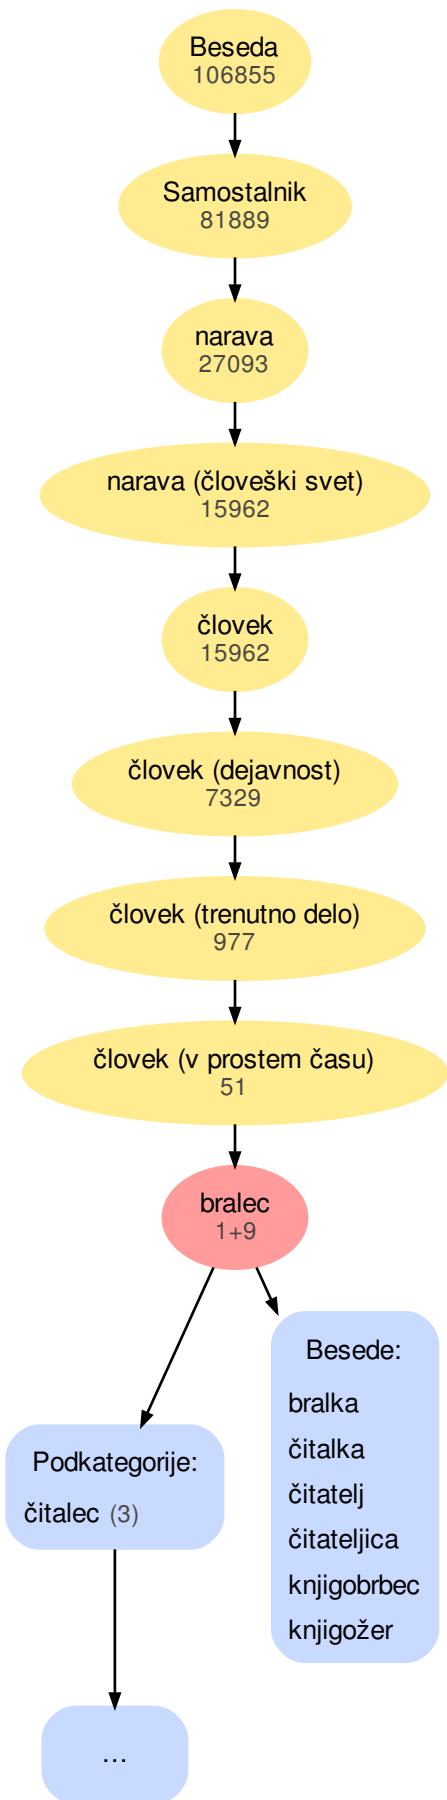 Beseda
106855
Samostalnik
81889
narava
27093
narava (človeški svet)
15962
človek
15962
človek (dejavnost)
7329
človek (trenutno delo)
977
človek (v prostem času)
51
bralec
1+9
Besede:
bralka
čitalka
čitatelj
čitateljica
knjigobrbec
knjigožer
Podkategorije:
čitalec (3)
...